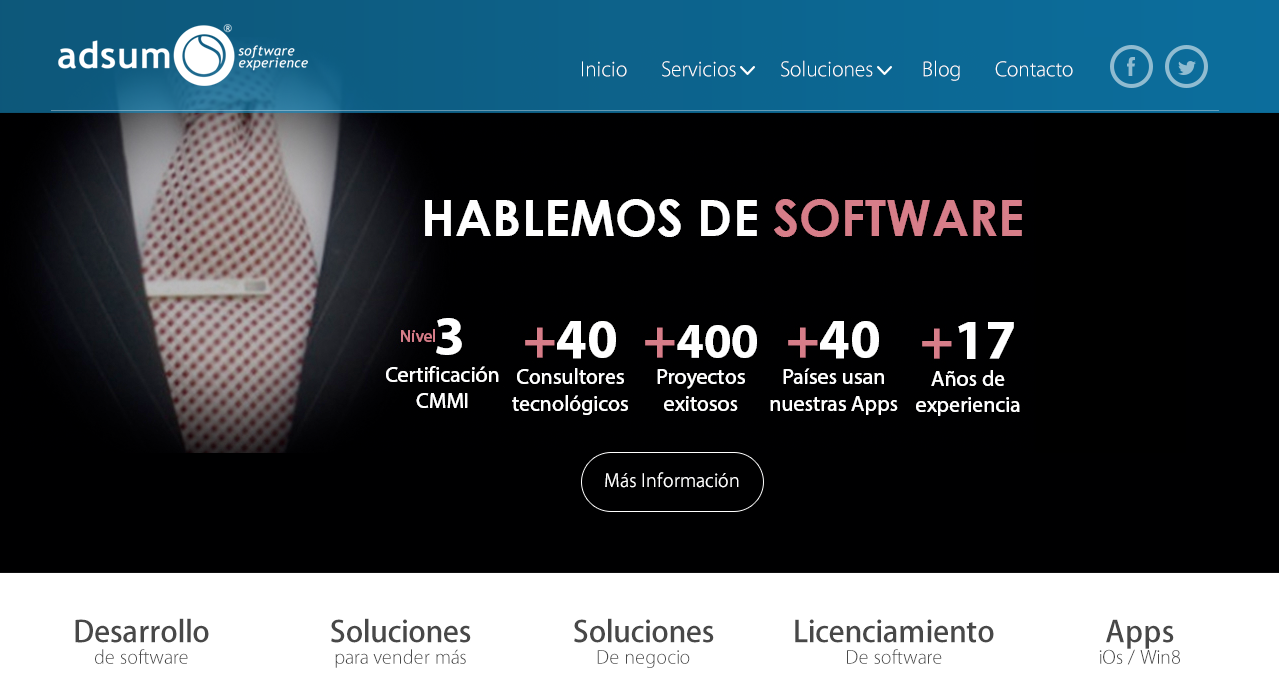 adsum®
software
experience
Inicio Servicios Soluciones Blog Contacto
HABLEMOS DE SOFTWARE
Nivel3
Certificación
CMMI
+40
Consultores
tecnológicos
+400
Proyectos
exitosos
+40
Países usan
nuestras Apps
+17
Años de
experiencia
Más Información
Desarrollo
de software
Soluciones
para vender más
Soluciones
De negocio
Licenciamiento
De software
Apps
iOs / Win8